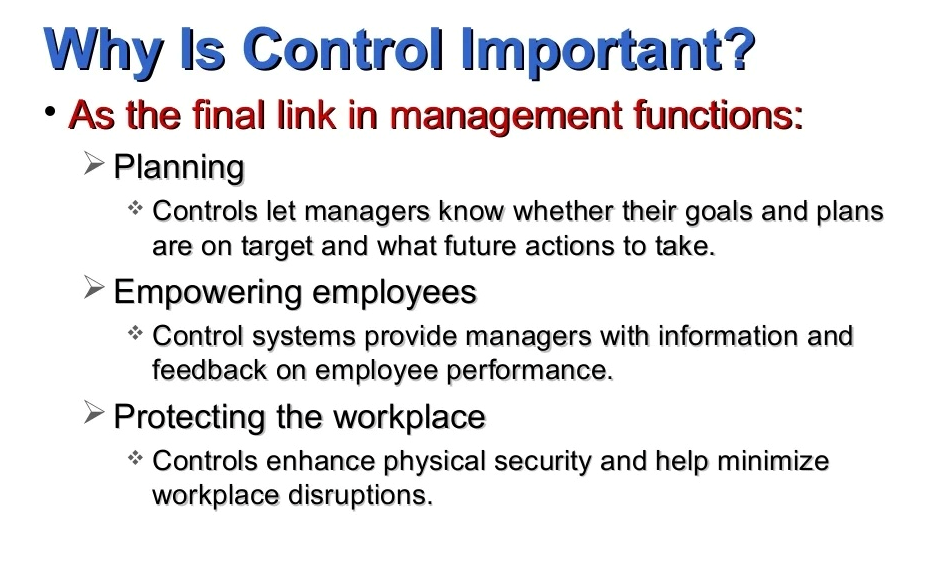 Why Is Control Important?
• As the final link in management functions:
➢ Planning
❖ Controls let managers know whether their goals and plans
are on target and what future actions to take.
➢ Empowering employees
❖ Control systems provide managers with information and
feedback on employee performance.
➢ Protecting the workplace
❖ Controls enhance physical security and help minimize
workplace disruptions.